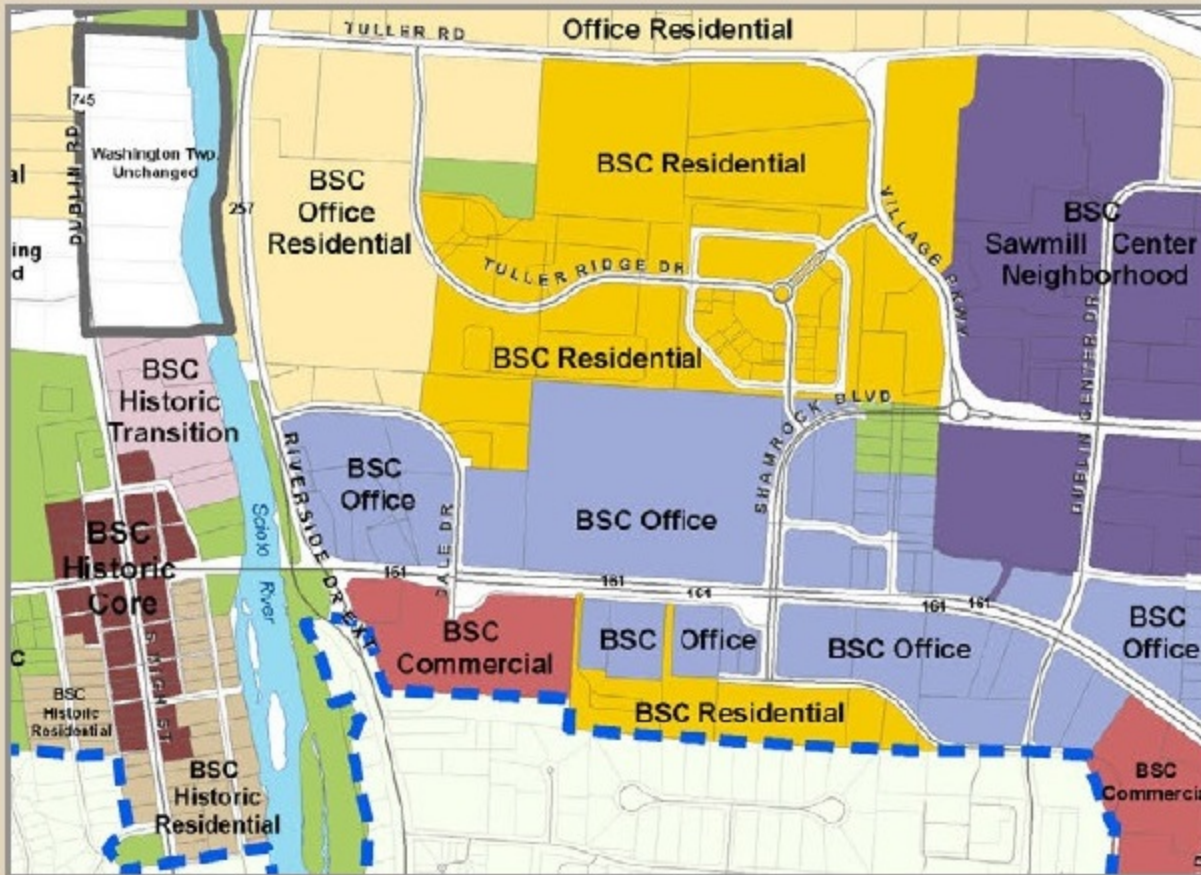 TULLER RD
Office Residential
745
DUBLIN RD
Washington Twp.
Unchanged
al
ing
d
257
BSC
Office
Residential
BSC Residential
VILLAGE PKWY
BSC
Sawmill Center
Neighborhood
TULLER RIDGE DR
BSC Residential
DUBLIN CENTER DR
BSC
Historic
Transition
SHAMROCK BLVD
RIVERSIDE DR EXT
BSC
Office
BSC Office
DALE DR
Scioto River
BSC
Historic
Core
161
161
161
161
161
BSC
Commercial
BSC Office
BSC Office
BSC
Office
S HIGH ST
C
BSC
Historic
Residential
BSC Residential
BSC
Historic
Residential
BSC
Commercia